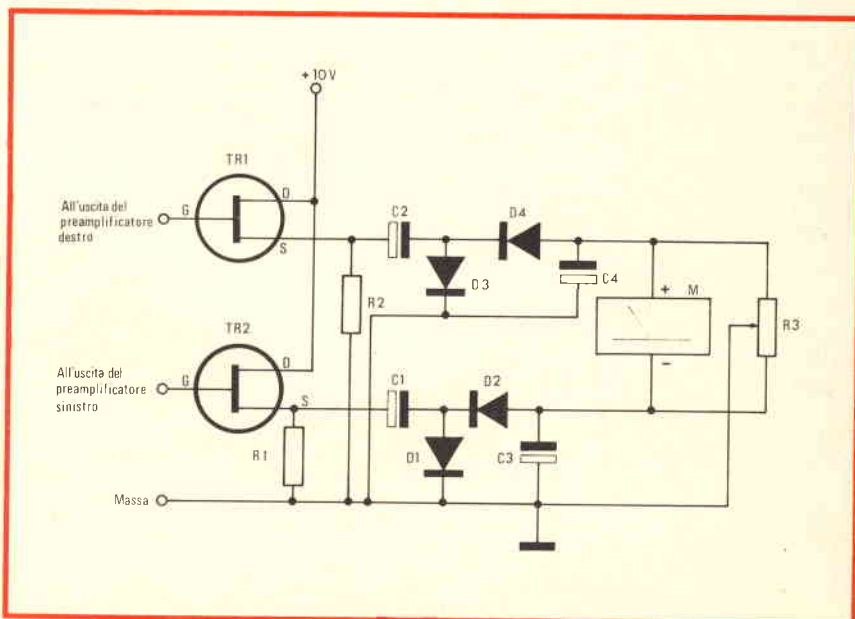 + 10 V
TR1
All'uscita del
preamplificatore
destro
G
D
S
C2
D4
D3
C4
R2
+
M
-
R3
TR2
All'uscita del
preamplificatore
sinistro
G
D
S
C1
D2
D1
C3
R1
Massa